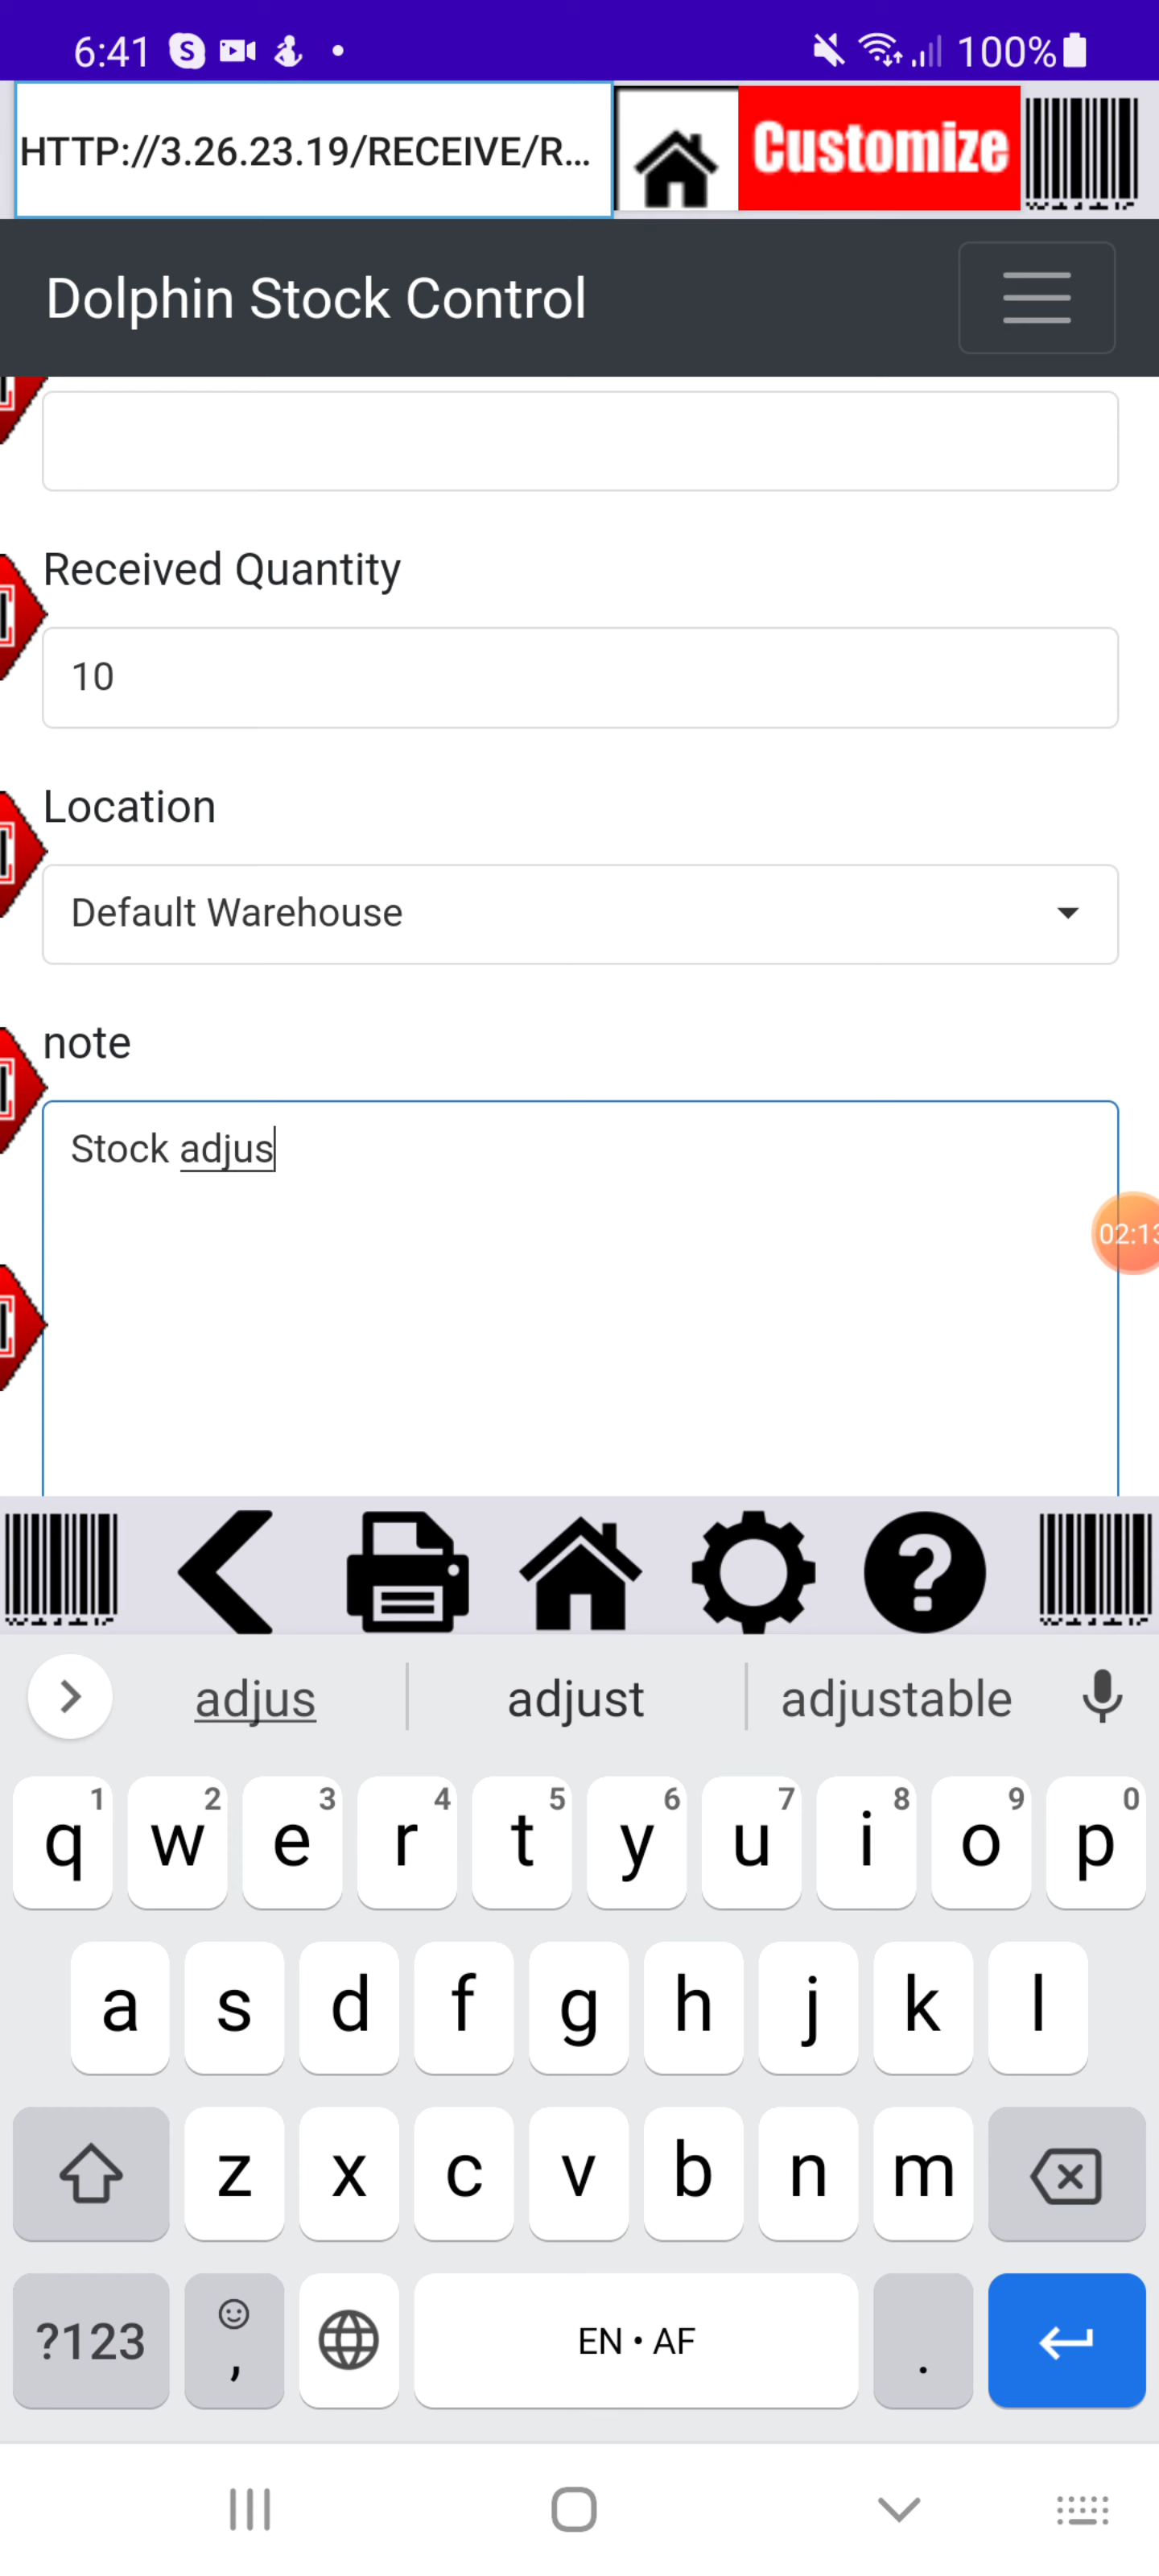 6:41
100%
HTTP://3.26.23.19/RECEIVE/R...
Customize
Dolphin Stock Control
Received Quantity
10
Location
Default Warehouse
note
Stock adjus
02:13
adjus adjust adjustable
1 2 3 4 5 6 7 8 9 0
q w e r t y u i o p
a s d f g h j k l
z x c v b n m
?123 , EN • AF .